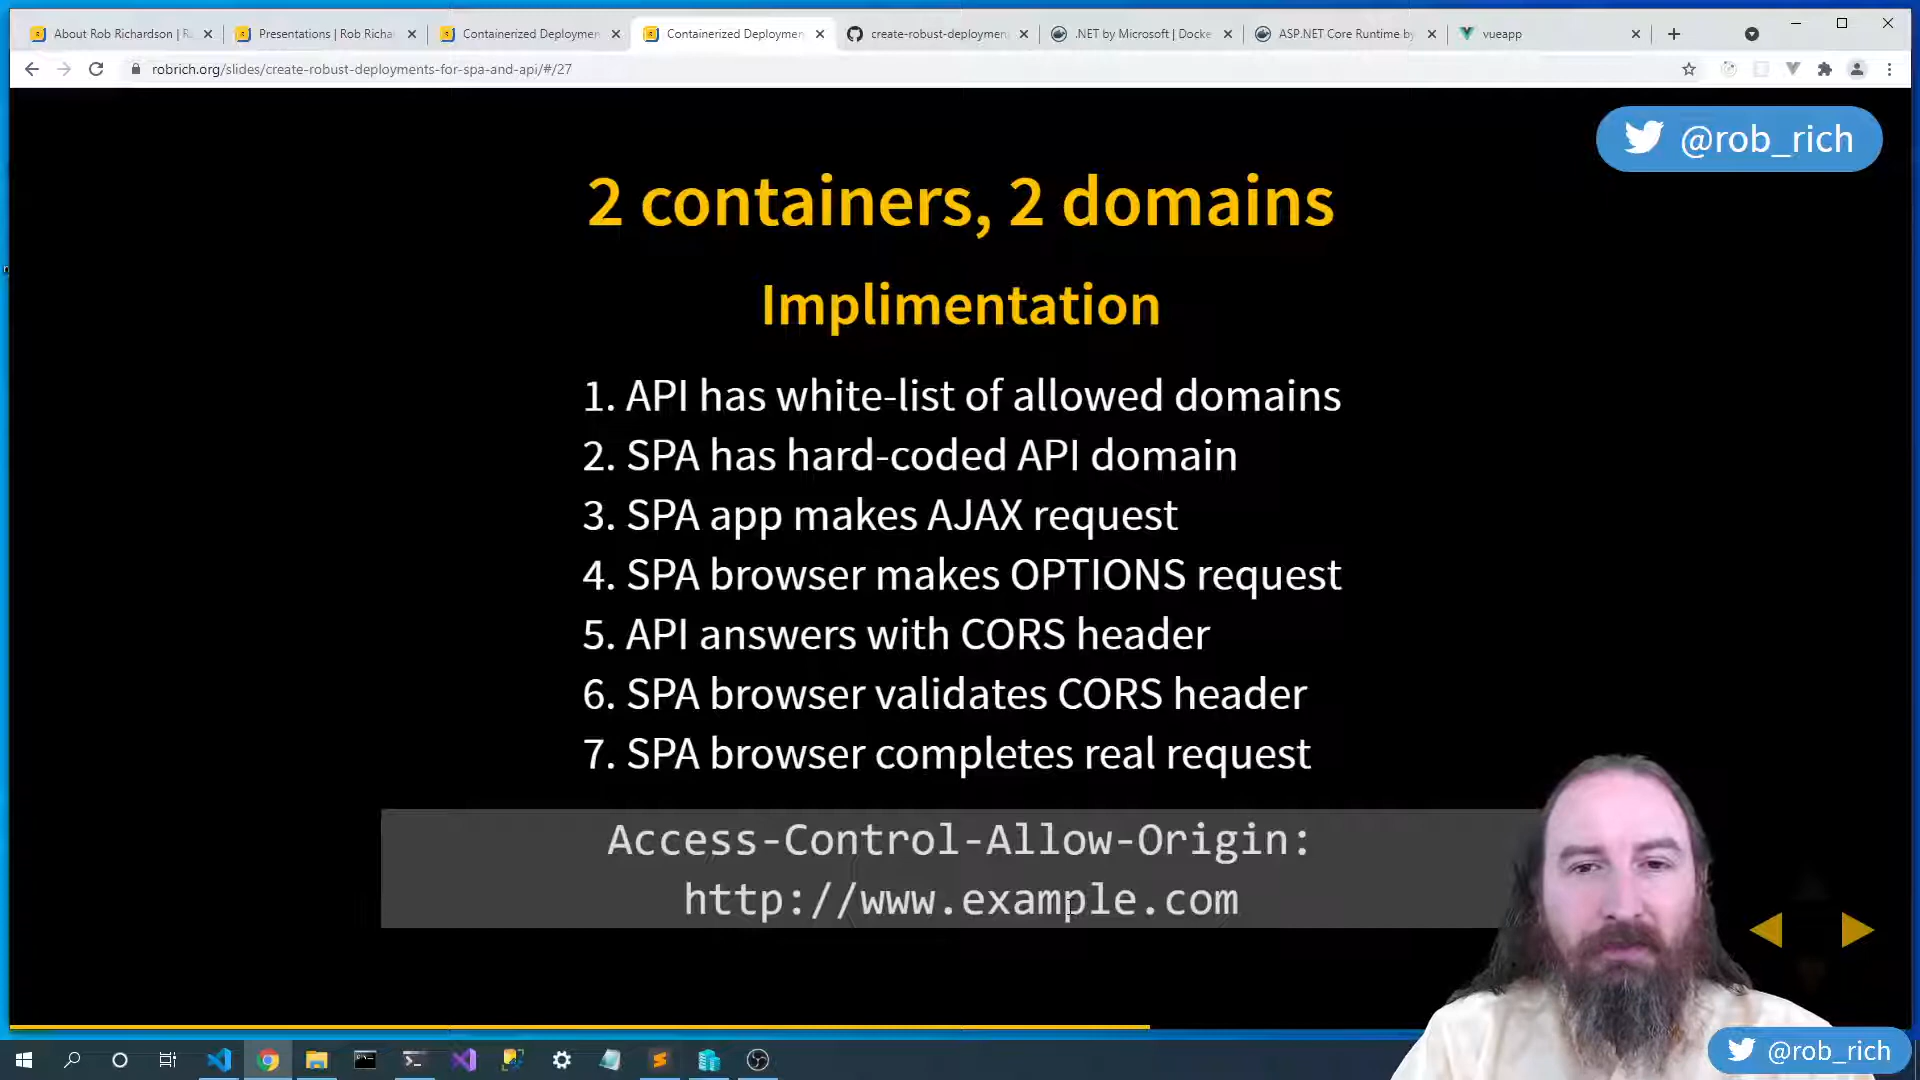 About Rob Richardson | R
Presentations | Rob Richa
Containerized Deploymen
Containerized Deploymen
create-robust-deploymen
.NET by Microsoft | Docke
ASP.NET Core Runtime by
vueapp
robrich.org/slides/create-robust-deployments-for-spa-and-api/#/27
@rob_rich
2 containers, 2 domains
Implimentation
1. API has white-list of allowed domains
2. SPA has hard-coded API domain
3. SPA app makes AJAX request
4. SPA browser makes OPTIONS request
5. API answers with CORS header
6. SPA browser validates CORS header
7. SPA browser completes real request
Access-Control-Allow-Origin:
http://www.example.com
@rob_rich